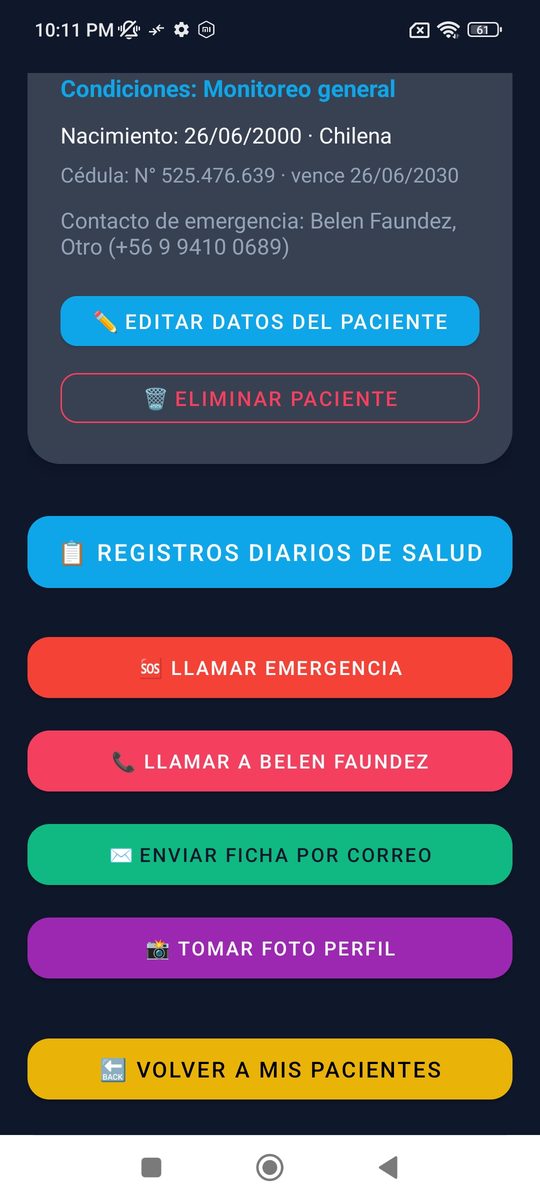 10:11 PM
61
Condiciones: Monitoreo general
Nacimiento: 26/06/2000 · Chilena
Cédula: N° 525.476.639 · vence 26/06/2030
Contacto de emergencia: Belen Faundez,
Otro (+56 9 9410 0689)
✏️ EDITAR DATOS DEL PACIENTE
🗑️ ELIMINAR PACIENTE
📋 REGISTROS DIARIOS DE SALUD
🆘 LLAMAR EMERGENCIA
📞 LLAMAR A BELEN FAUNDEZ
✉️ ENVIAR FICHA POR CORREO
📸 TOMAR FOTO PERFIL
🔙 VOLVER A MIS PACIENTES